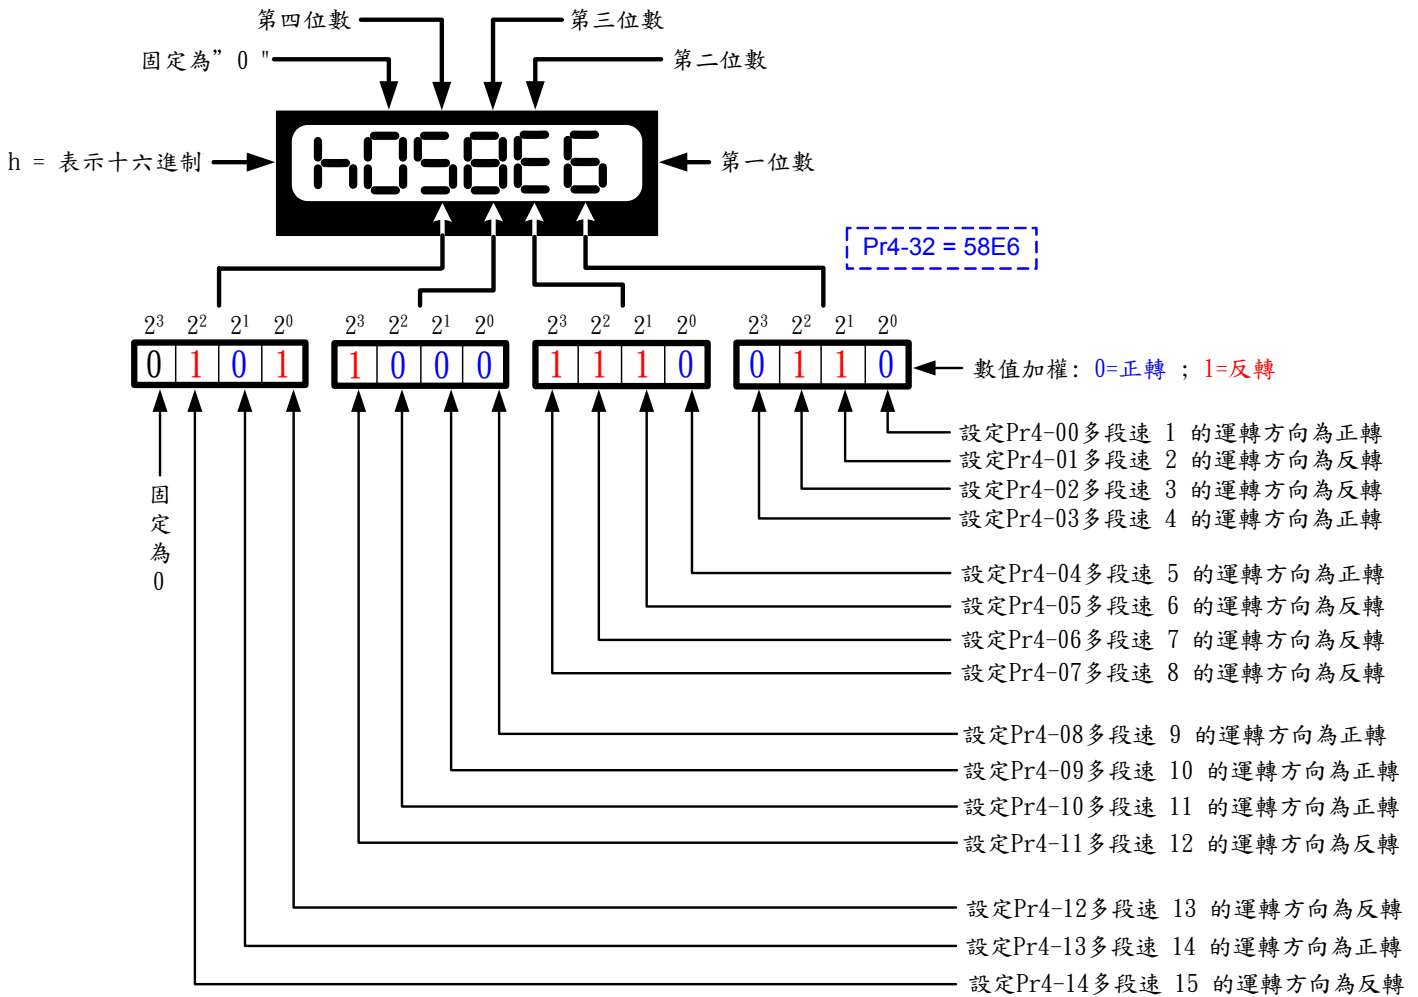 第四位數
第三位數
固定為” 0 "
第二位數
h = 表示十六進制
h058E6
第一位數
Pr4-32 = 58E6
2³ 2² 2¹ 2⁰ 2³ 2² 2¹ 2⁰ 2³ 2² 2¹ 2⁰ 2³ 2² 2¹ 2⁰
0 1 0 1 1 0 0 0 1 1 1 0 0 1 1 0
數值加權: 0=正轉 ; 1=反轉
固定為0
設定Pr4-00多段速 1 的運轉方向為正轉
設定Pr4-01多段速 2 的運轉方向為反轉
設定Pr4-02多段速 3 的運轉方向為反轉
設定Pr4-03多段速 4 的運轉方向為正轉
設定Pr4-04多段速 5 的運轉方向為正轉
設定Pr4-05多段速 6 的運轉方向為反轉
設定Pr4-06多段速 7 的運轉方向為反轉
設定Pr4-07多段速 8 的運轉方向為反轉
設定Pr4-08多段速 9 的運轉方向為正轉
設定Pr4-09多段速 10 的運轉方向為正轉
設定Pr4-10多段速 11 的運轉方向為正轉
設定Pr4-11多段速 12 的運轉方向為反轉
設定Pr4-12多段速 13 的運轉方向為反轉
設定Pr4-13多段速 14 的運轉方向為正轉
設定Pr4-14多段速 15 的運轉方向為反轉